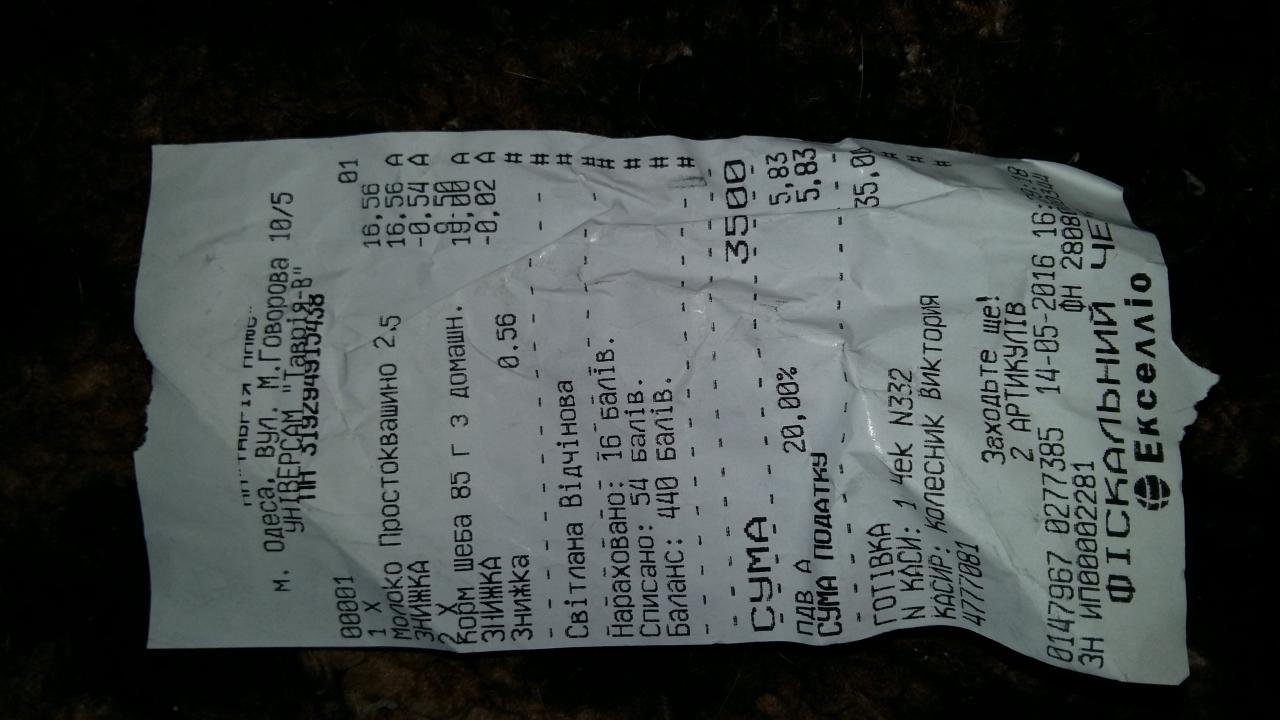 м. Одеса, вул. М.Говорова 10/5
УНІВЕРСАМ "Таврія-В"
ПН 319294915438
00001 01
1 X 16,56
Молоко Простоквашино 2.5 16,56 А
ЗНИЖКА -0,54 А
2 X 9,50
Корм Шеба 85 г з домашн. 19,00 А
ЗНИЖКА -0,02 А
Знижка 0.56 #
- - - - - - - - - - - - - #
Світлана Відчінова #
- - - - - - - - - - - - - #
Нараховано: 16 балів. #
Списано: 54 балів. #
Баланс: 440 балів. #
- - - - - - - - - - - - - #
СУМА 35.00
ПДВ А 20,00% 5,83
СУМА ПОДАТКУ 5,83
- - - - - - - - - - - - -
ГОТІВКА 35,00
N КАСИ: 1 Чек N332 #
КАСИР: Колесник Виктория #
4777081 #
Заходьте ще!
2 АРТИКУЛІВ
0147967 0277385 14-05-2016
ЗН ИП00002281 ФН
ФІСКАЛЬНИЙ
Екселліо